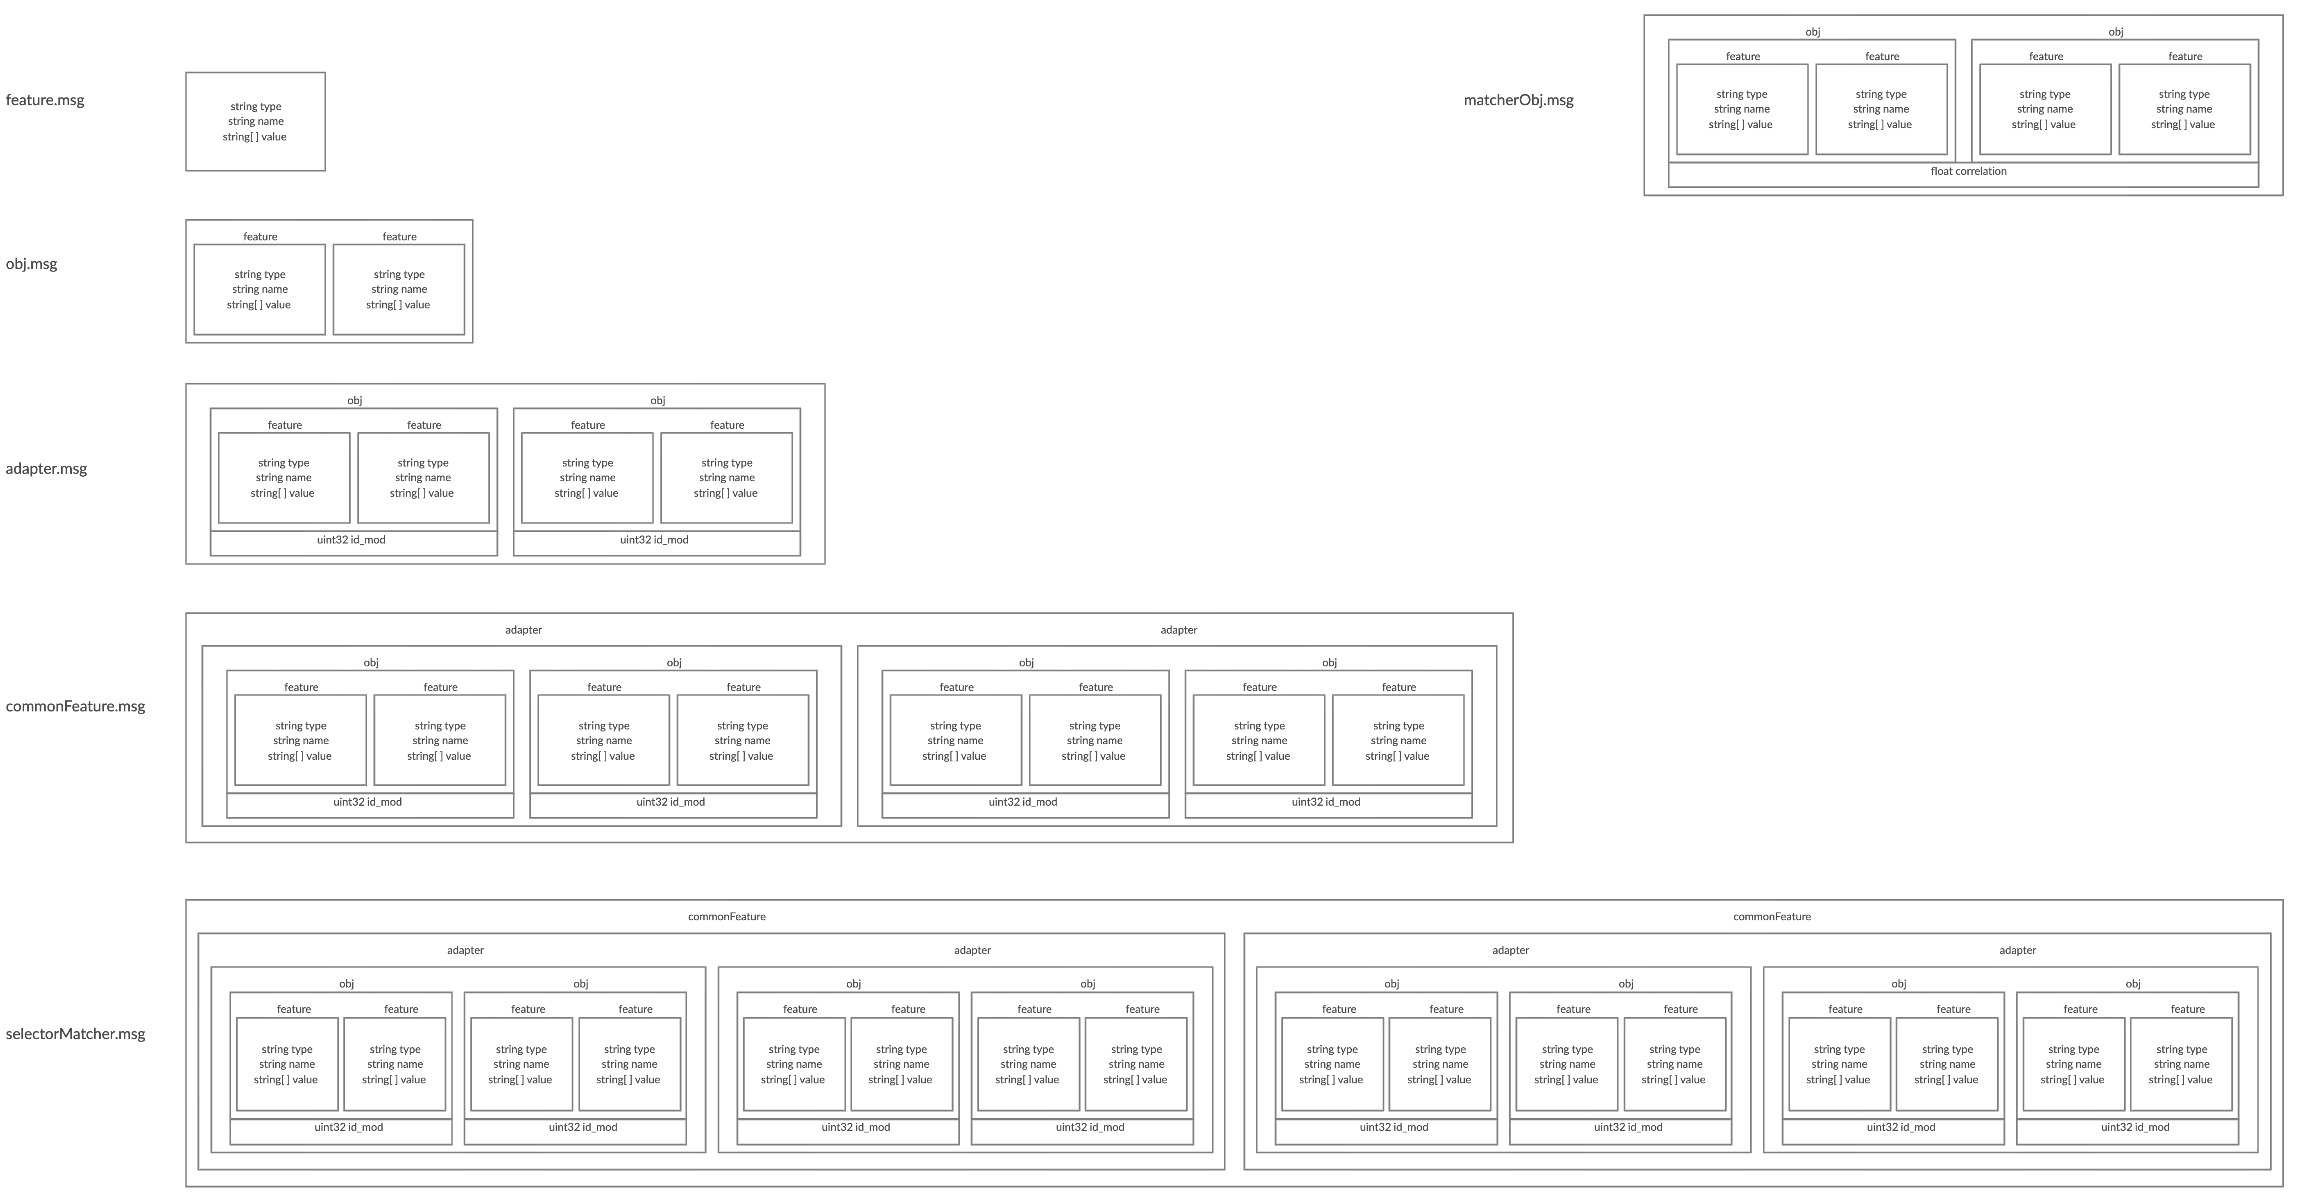 feature.msg
string type
string name
string[ ] value
matcherObj.msg
obj obj
feature feature feature feature
string type string type string type string type
string name string name string name string name
string[ ] value string[ ] value string[ ] value string[ ] value
float correlation
obj.msg
feature feature
string type string type
string name string name
string[ ] value string[ ] value
adapter.msg
obj obj
feature feature feature feature
string type string type string type string type
string name string name string name string name
string[ ] value string[ ] value string[ ] value string[ ] value
uint32 id_mod uint32 id_mod
commonFeature.msg
adapter adapter
obj obj obj obj
feature feature feature feature feature feature feature feature
string type string type string type string type string type string type string type string type
string name string name string name string name string name string name string name string name
string[ ] value string[ ] value string[ ] value string[ ] value string[ ] value string[ ] value string[ ] value string[ ] value
uint32 id_mod uint32 id_mod uint32 id_mod uint32 id_mod
selectorMatcher.msg
commonFeature commonFeature
adapter adapter adapter adapter
obj obj obj obj obj obj obj obj
feature feature feature feature feature feature feature feature feature feature feature feature feature feature feature feature
string type string type string type string type string type string type string type string type string type string type string type string type string type string type string type string type
string name string name string name string name string name string name string name string name string name string name string name string name string name string name string name string name
string[ ] value string[ ] value string[ ] value string[ ] value string[ ] value string[ ] value string[ ] value string[ ] value string[ ] value string[ ] value string[ ] value string[ ] value string[ ] value string[ ] value string[ ] value string[ ] value
uint32 id_mod uint32 id_mod uint32 id_mod uint32 id_mod uint32 id_mod uint32 id_mod uint32 id_mod uint32 id_mod